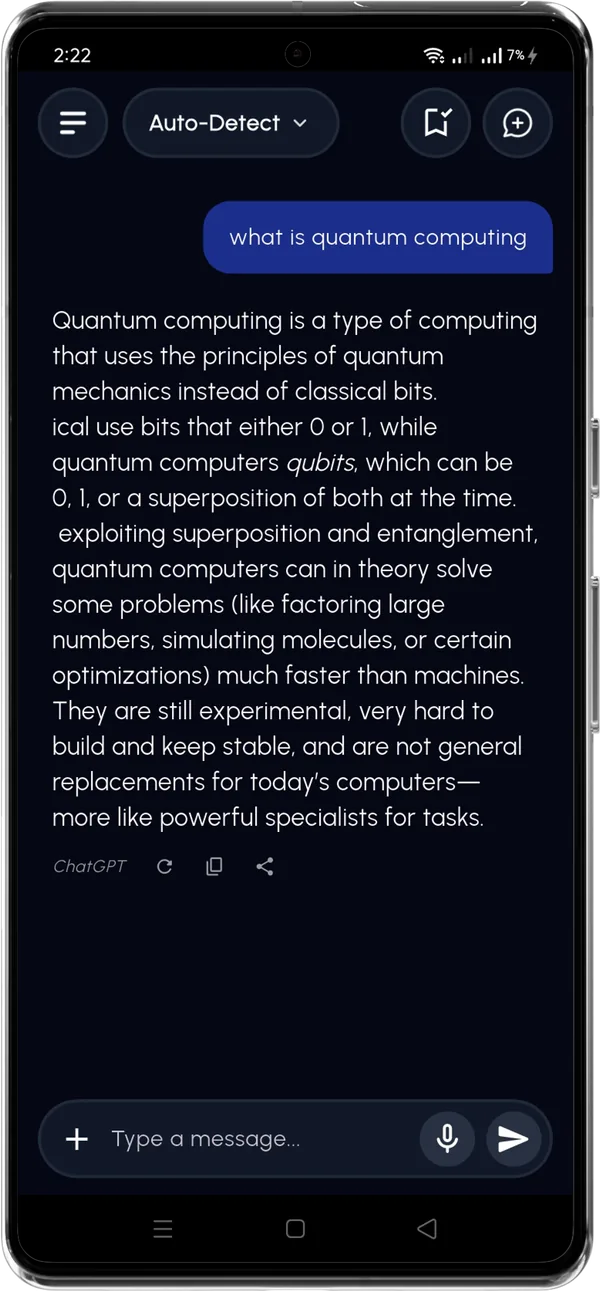 2:22
7%
Auto-Detect
what is quantum computing
Quantum computing is a type of computing
that uses the principles of quantum
mechanics instead of classical bits.
ical use bits that either 0 or 1, while
quantum computers qubits, which can be
0, 1, or a superposition of both at the time.
exploiting superposition and entanglement,
quantum computers can in theory solve
some problems (like factoring large
numbers, simulating molecules, or certain
optimizations) much faster than machines.
They are still experimental, very hard to
build and keep stable, and are not general
replacements for today's computers—
more like powerful specialists for tasks.
ChatGPT
Type a message...